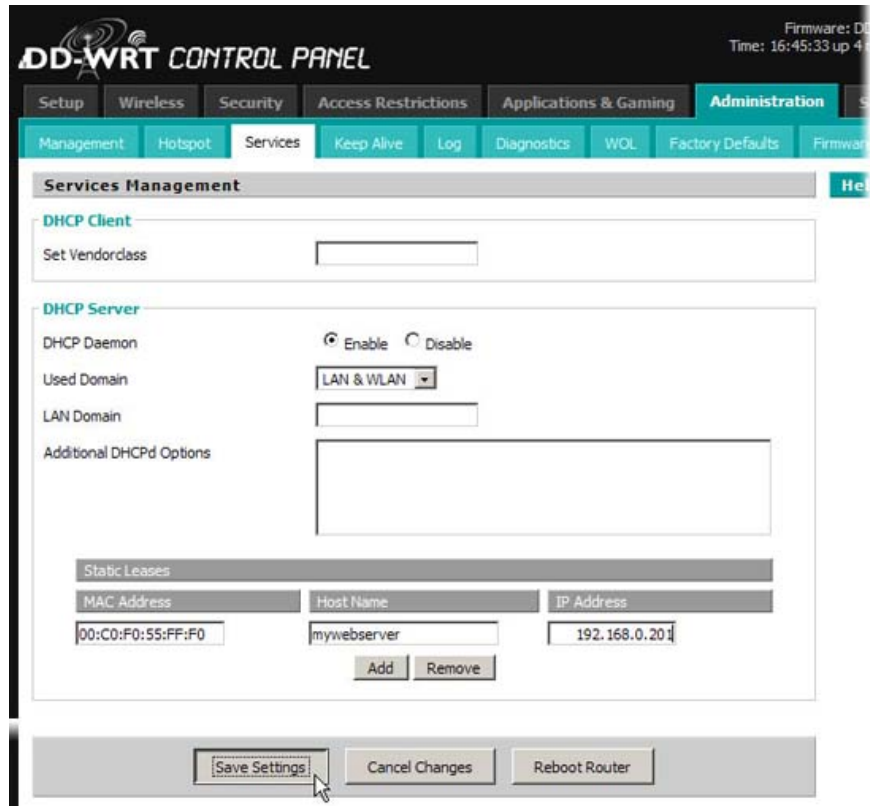 Firmware: DD
DD-WRT CONTROL PANEL
Time: 16:45:33 up 4
Setup Wireless Security Access Restrictions Applications & Gaming Administration S
Management Hotspot Services Keep Alive Log Diagnostics WOL Factory Defaults Firmwar
Services Management
Hel
DHCP Client
Set Vendorclass
DHCP Server
DHCP Daemon
Enable Disable
Used Domain
LAN & WLAN
LAN Domain
Additional DHCPd Options
Static Leases
MAC Address Host Name IP Address
00:C0:F0:55:FF:F0 mywebserver 192.168.0.201
Add Remove
Save Settings Cancel Changes Reboot Router